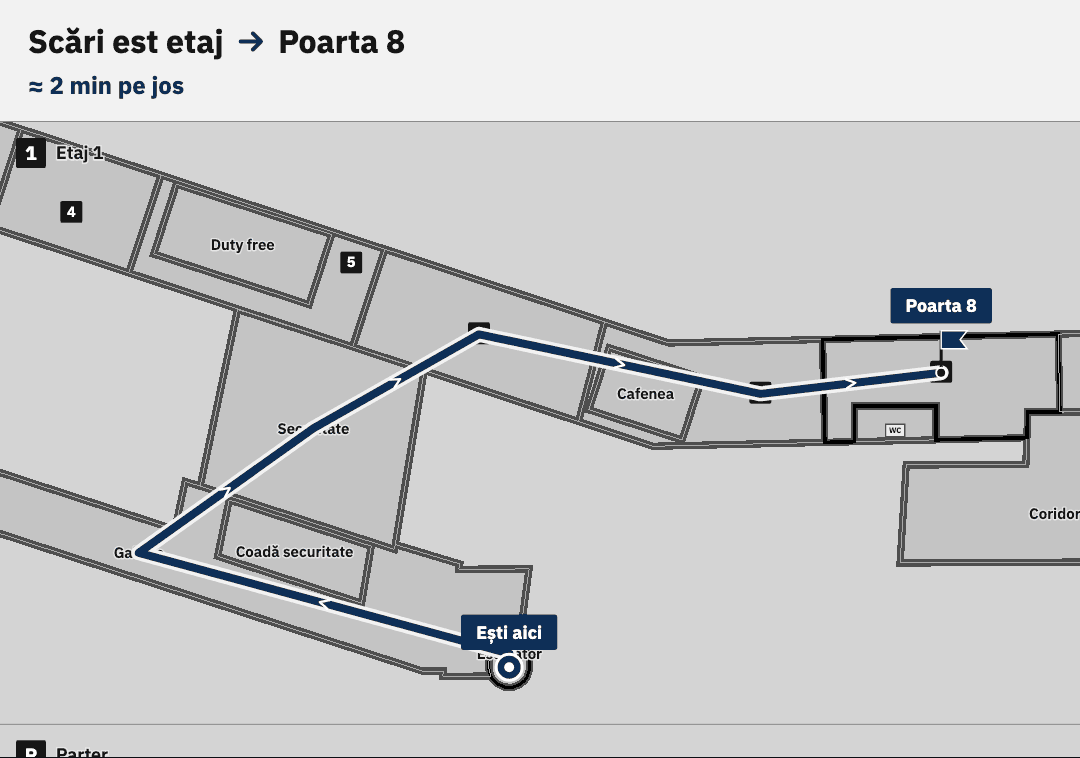 Scări est etaj → Poarta 8
≈ 2 min pe jos
1 Etaj 1
4
Duty free
5
Poarta 8
Cafenea
WC
Coridor
Coadă securitate
Ești aici
P Parter